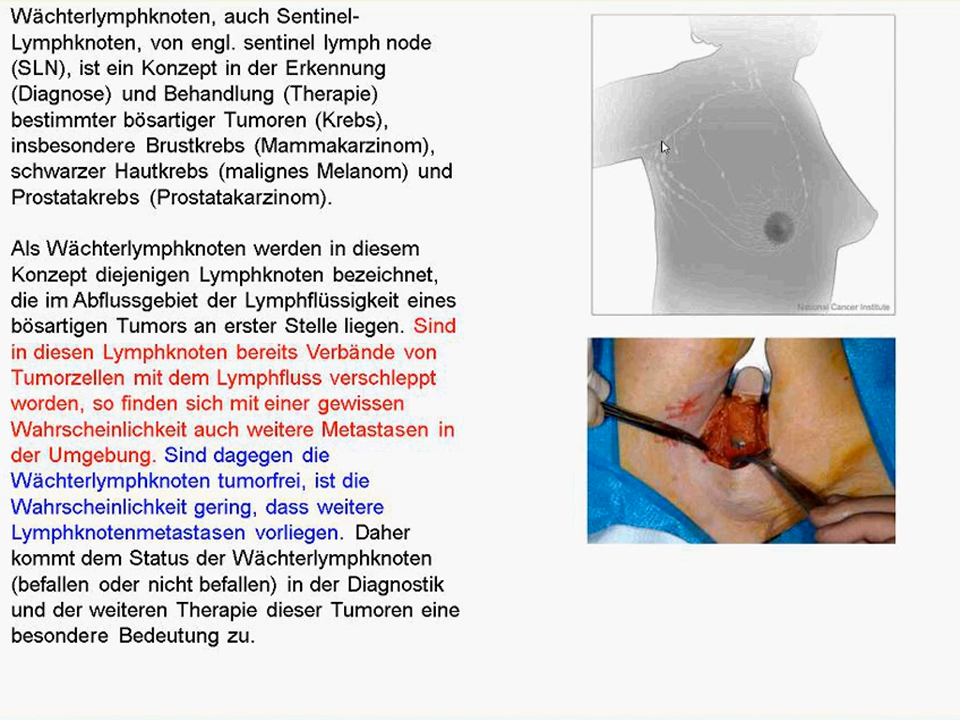 Wächterlymphknoten, auch Sentinel-
Lymphknoten, von engl. sentinel lymph node
(SLN), ist ein Konzept in der Erkennung
(Diagnose) und Behandlung (Therapie)
bestimmter bösartiger Tumoren (Krebs),
insbesondere Brustkrebs (Mammakarzinom),
schwarzer Hautkrebs (malignes Melanom) und
Prostatakrebs (Prostatakarzinom).
Als Wächterlymphknoten werden in diesem
Konzept diejenigen Lymphknoten bezeichnet,
die im Abflussgebiet der Lymphflüssigkeit eines
bösartigen Tumors an erster Stelle liegen. Sind
in diesen Lymphknoten bereits Verbände von
Tumorzellen mit dem Lymphfluss verschleppt
worden, so finden sich mit einer gewissen
Wahrscheinlichkeit auch weitere Metastasen in
der Umgebung. Sind dagegen die
Wächterlymphknoten tumorfrei, ist die
Wahrscheinlichkeit gering, dass weitere
Lymphknotenmetastasen vorliegen. Daher
kommt dem Status der Wächterlymphknoten
(befallen oder nicht befallen) in der Diagnostik
und der weiteren Therapie dieser Tumoren eine
besondere Bedeutung zu.
National Cancer Institute